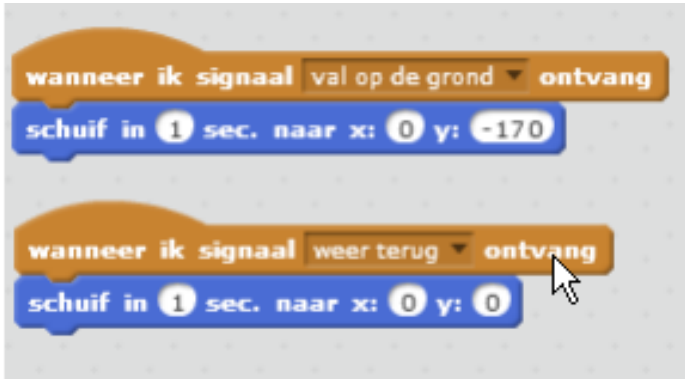 wanneer ik signaal val op de grond ontvang
schuif in 1 sec. naar x: 0 y: -170
wanneer ik signaal weer terug ontvang
schuif in 1 sec. naar x: 0 y: 0